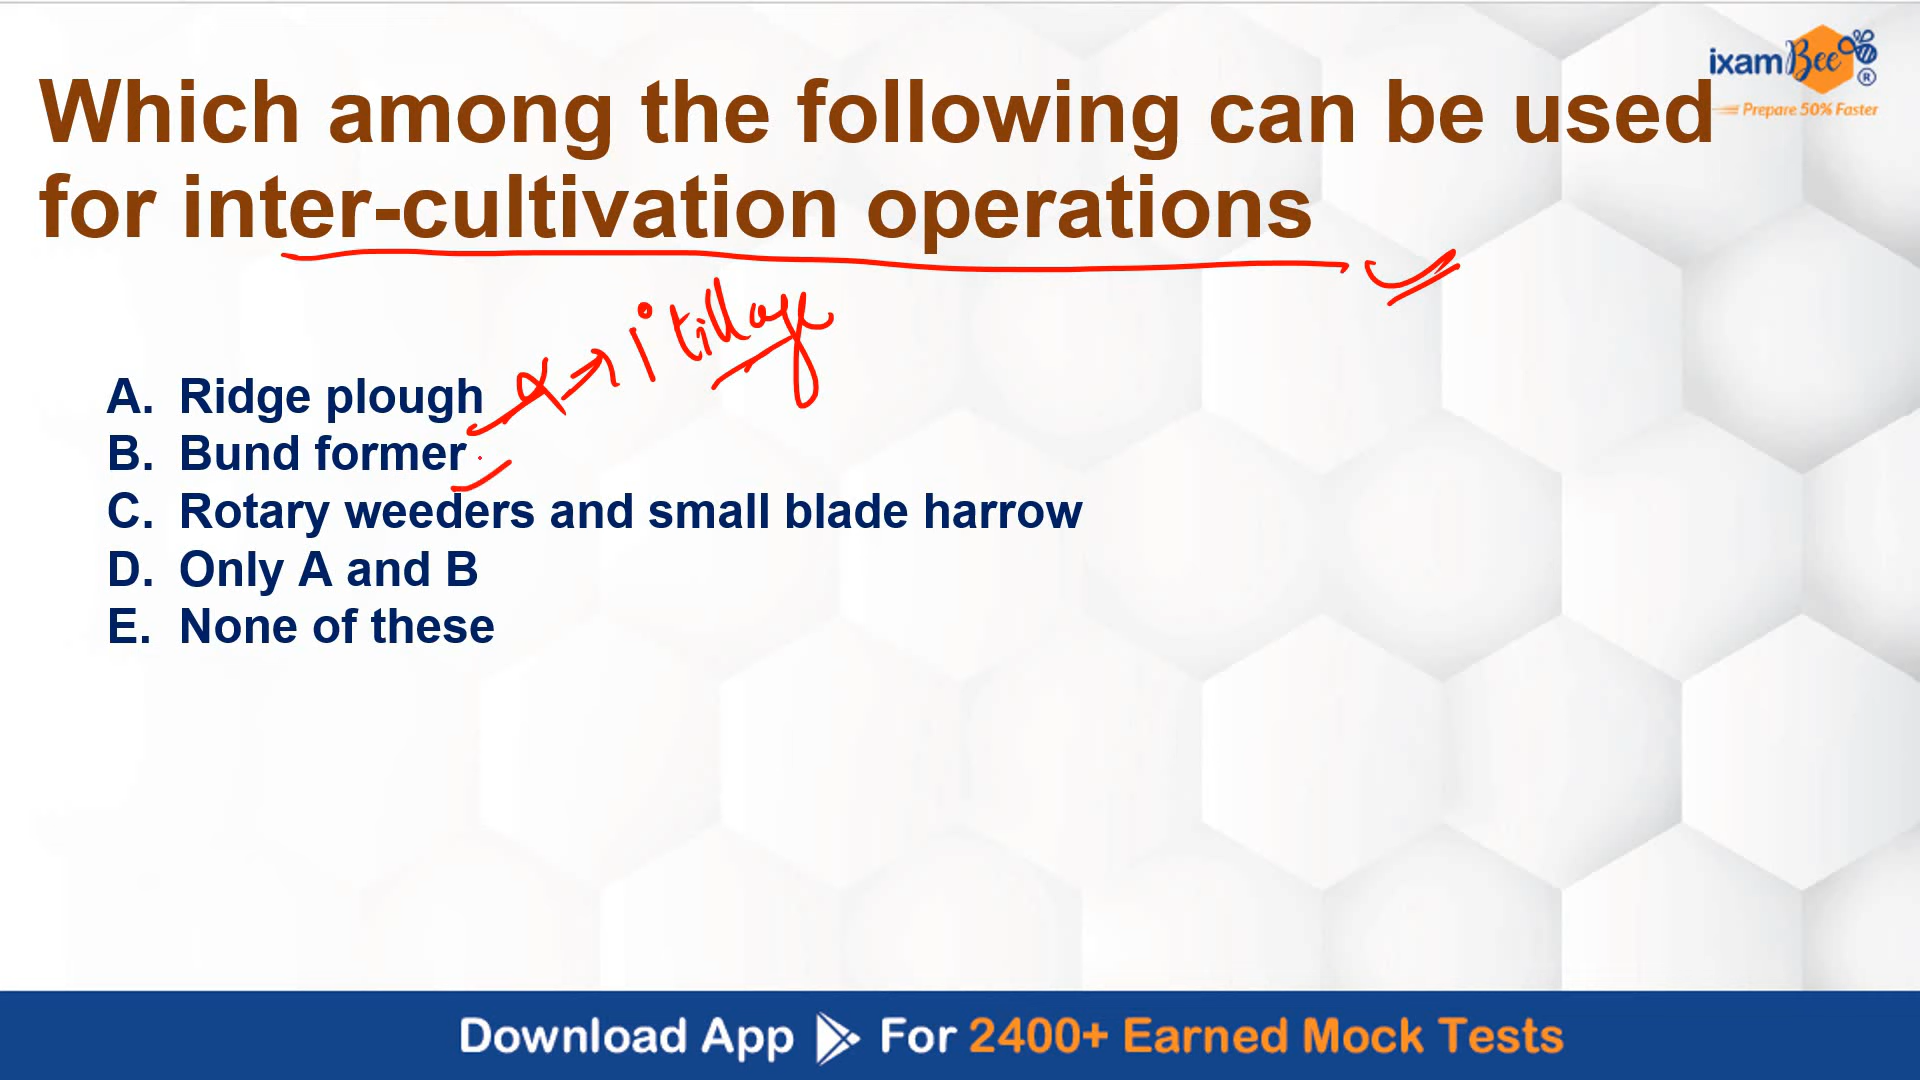 ixamBee®
Prepare 50% Faster
Which among the following can be used
for inter-cultivation operations
i° tillage
A. Ridge plough
B. Bund former
C. Rotary weeders and small blade harrow
D. Only A and B
E. None of these
Download App For 2400+ Earned Mock Tests